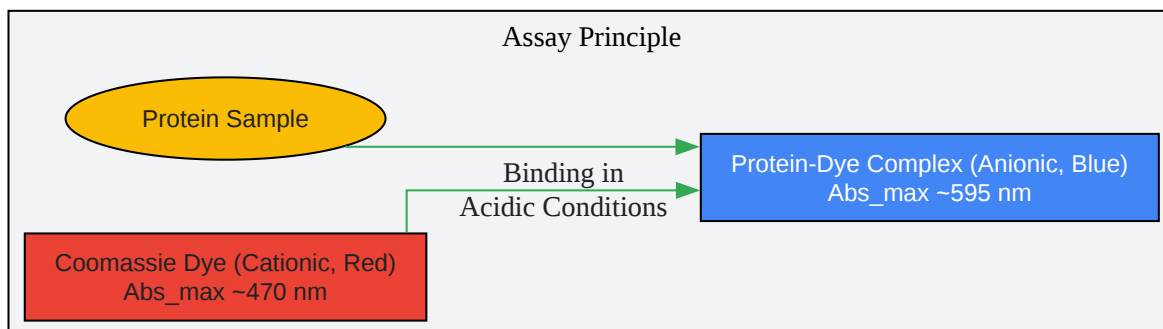 Assay Principle
Protein Sample
Binding in
Acidic Conditions
Protein-Dye Complex (Anionic, Blue)
Abs_max ~595 nm
Coomassie Dye (Cationic, Red)
Abs_max ~470 nm